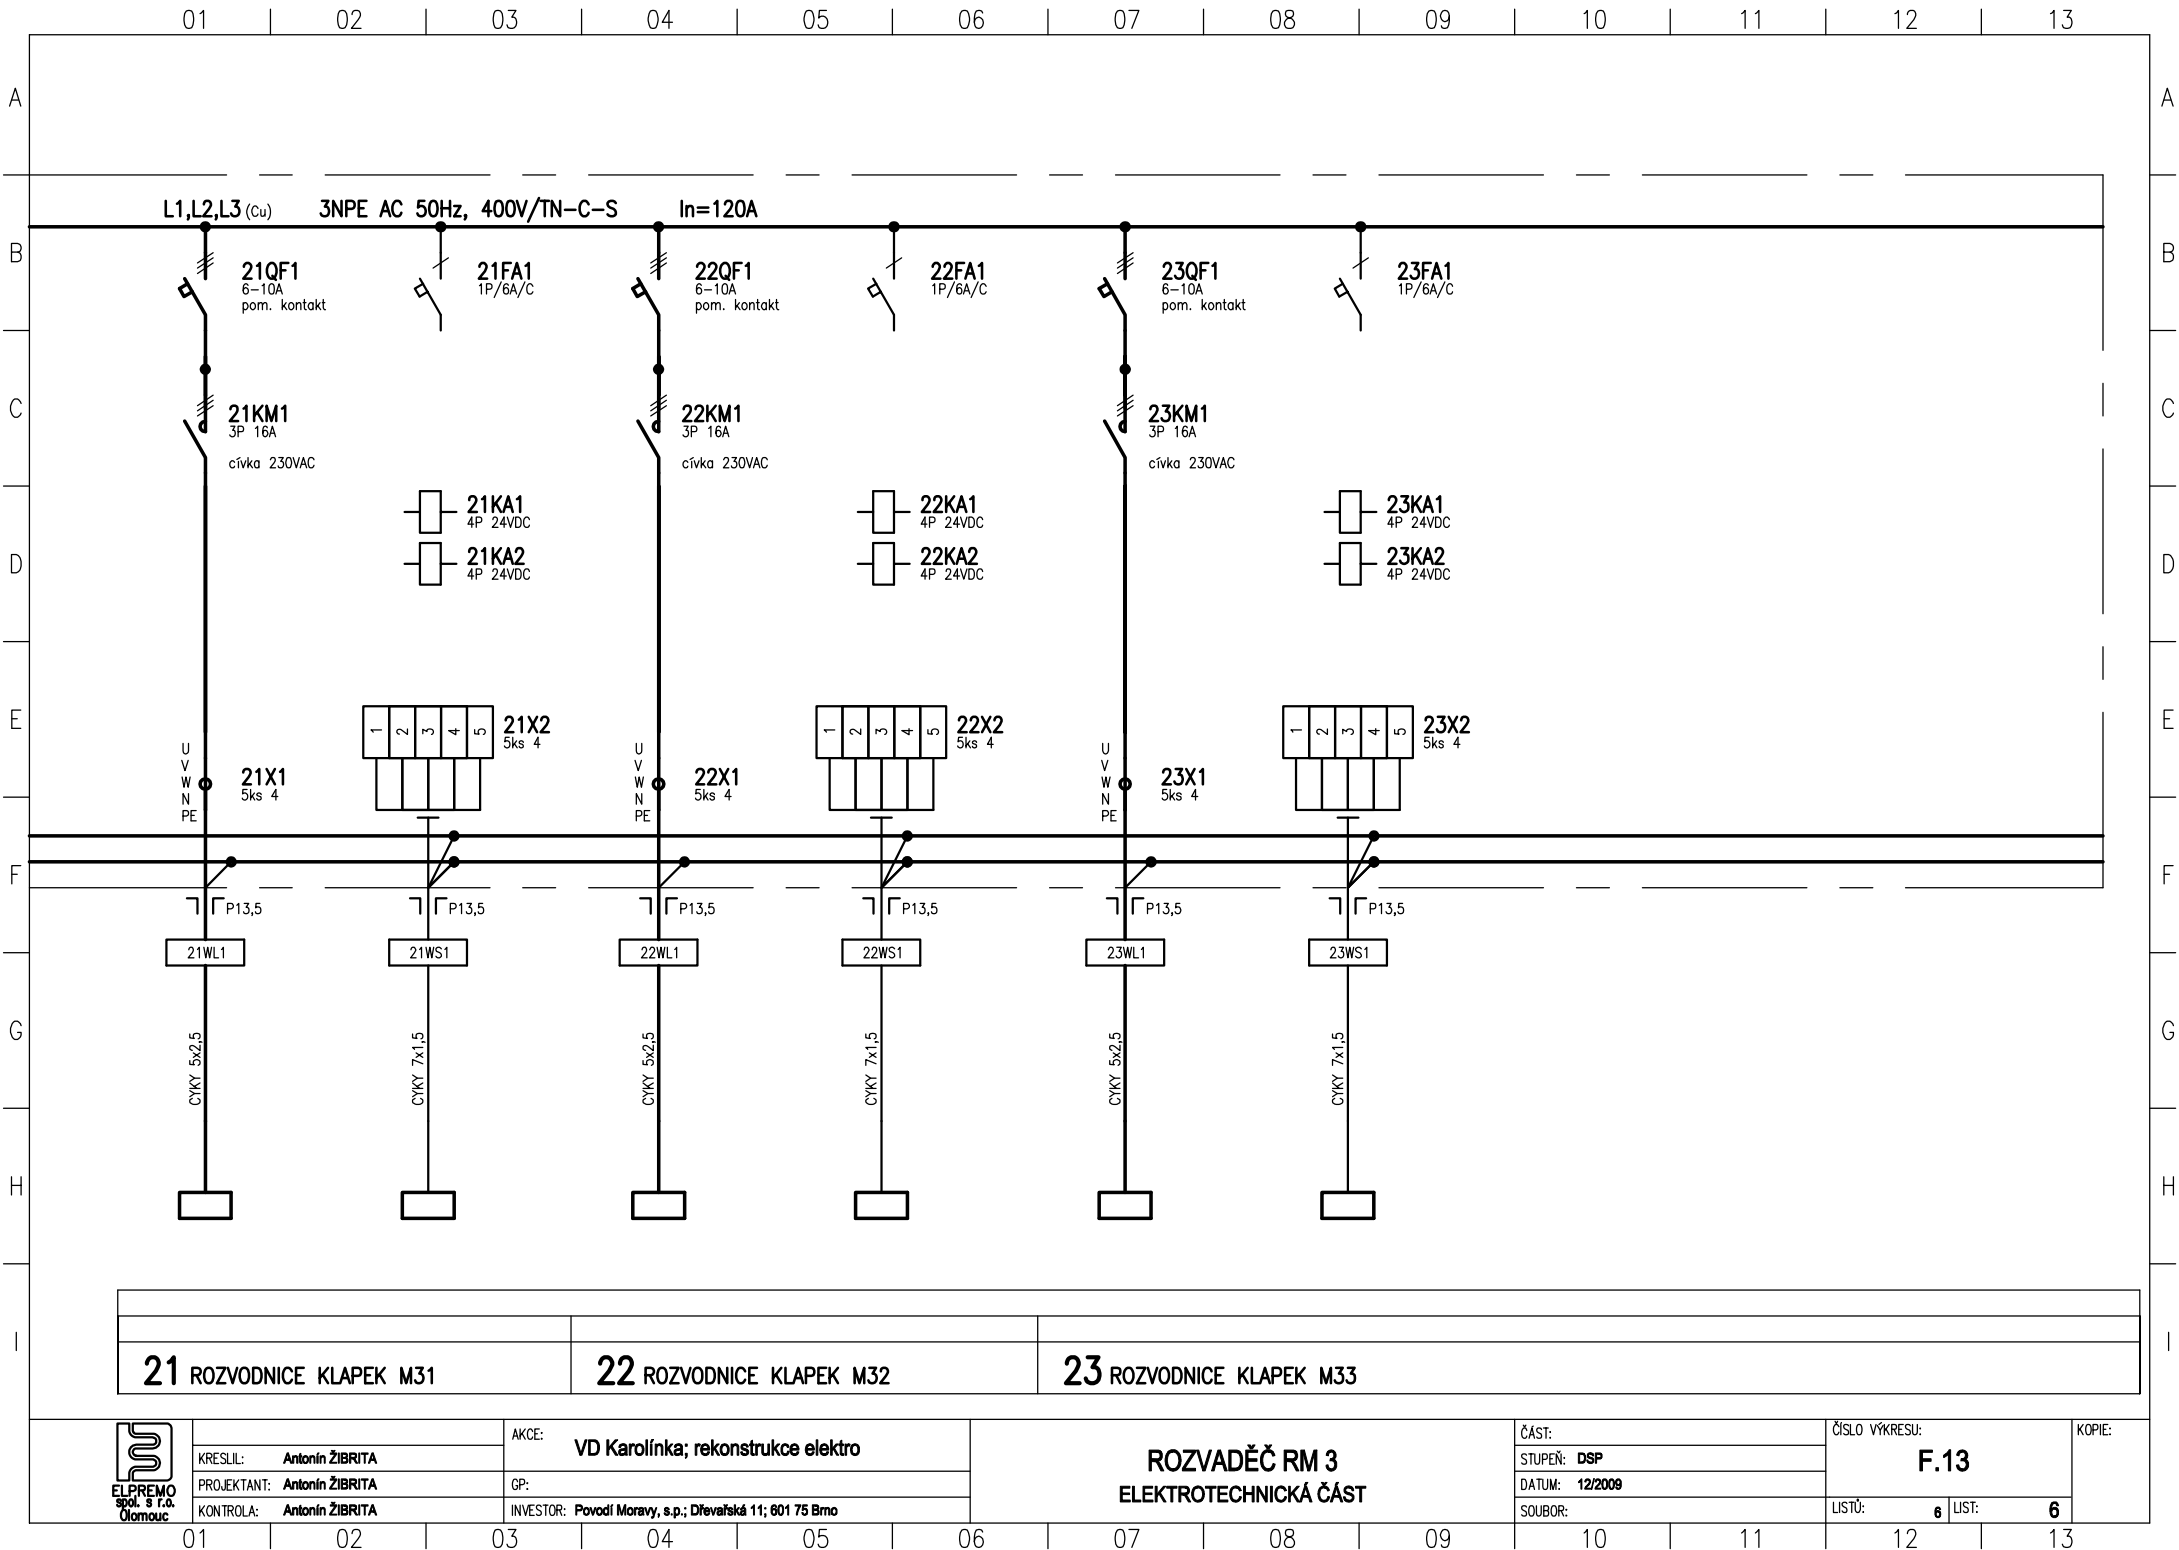 01 02 03 04 05 06 07 08 09 10 11 12 13
A A
L1,L2,L3 (Cu) 3NPE AC 50Hz, 400V/TN-C-S In=120A
B B
21QF1
6-10A
pom. kontakt
21FA1
1P/6A/C
22QF1
6-10A
pom. kontakt
22FA1
1P/6A/C
23QF1
6-10A
pom. kontakt
23FA1
1P/6A/C
C C
21KM1
3P 16A
cívka 230VAC
22KM1
3P 16A
cívka 230VAC
23KM1
3P 16A
cívka 230VAC
21KA1
4P 24VDC
22KA1
4P 24VDC
23KA1
4P 24VDC
D D
21KA2
4P 24VDC
22KA2
4P 24VDC
23KA2
4P 24VDC
E E
1 2 3 4 5
21X2
5ks 4
1 2 3 4 5
22X2
5ks 4
1 2 3 4 5
23X2
5ks 4
U
V
W
N
PE
21X1
5ks 4
U
V
W
N
PE
22X1
5ks 4
U
V
W
N
PE
23X1
5ks 4
F F
P13,5 P13,5 P13,5 P13,5 P13,5 P13,5
21WL1 21WS1 22WL1 22WS1 23WL1 23WS1
G G
CYKY 5x2,5
CYKY 7x1,5
CYKY 5x2,5
CYKY 7x1,5
CYKY 5x2,5
CYKY 7x1,5
H H
I I
21 ROZVODNICE KLAPEK M31
22 ROZVODNICE KLAPEK M32
23 ROZVODNICE KLAPEK M33
ELPREMO
spol. s r.o.
Olomouc
KRESLIL: Antonín ŽIBRITA
PROJEKTANT: Antonín ŽIBRITA
KONTROLA: Antonín ŽIBRITA
AKCE: VD Karolínka; rekonstrukce elektro
GP:
INVESTOR: Povodí Moravy, s.p.; Dřevařská 11; 601 75 Brno
ROZVADĚČ RM 3
ELEKTROTECHNICKÁ ČÁST
ČÁST:
STUPEŇ: DSP
DATUM: 12/2009
SOUBOR:
ČÍSLO VÝKRESU:
F.13
LISTŮ: 6 LIST: 6
KOPIE:
01 02 03 04 05 06 07 08 09 10 11 12 13